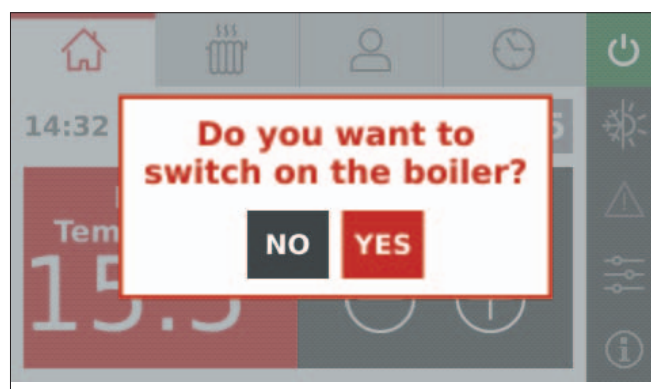 14:32
Do you want to
switch on the boiler?
NO YES
Tem
15.5